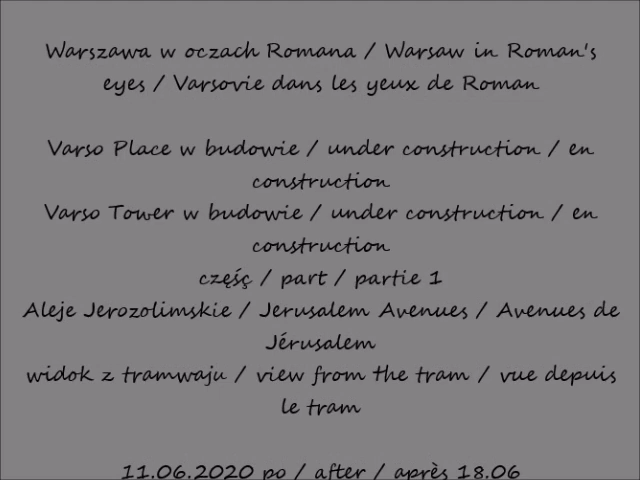 Warszawa w oczach Romana / Warsaw in Roman's
eyes / Varsovie dans les yeux de Roman
Varso Place w budowie / under construction / en
construction
Varso Tower w budowie / under construction / en
construction
częśç / part / partie 1
Aleje Jerozolimskie / Jerusalem Avenues / Avenues de
Jérusalem
widok z tramwaju / view from the tram / vue depuis
le tram
11.06.2020 po / after / après 18.06